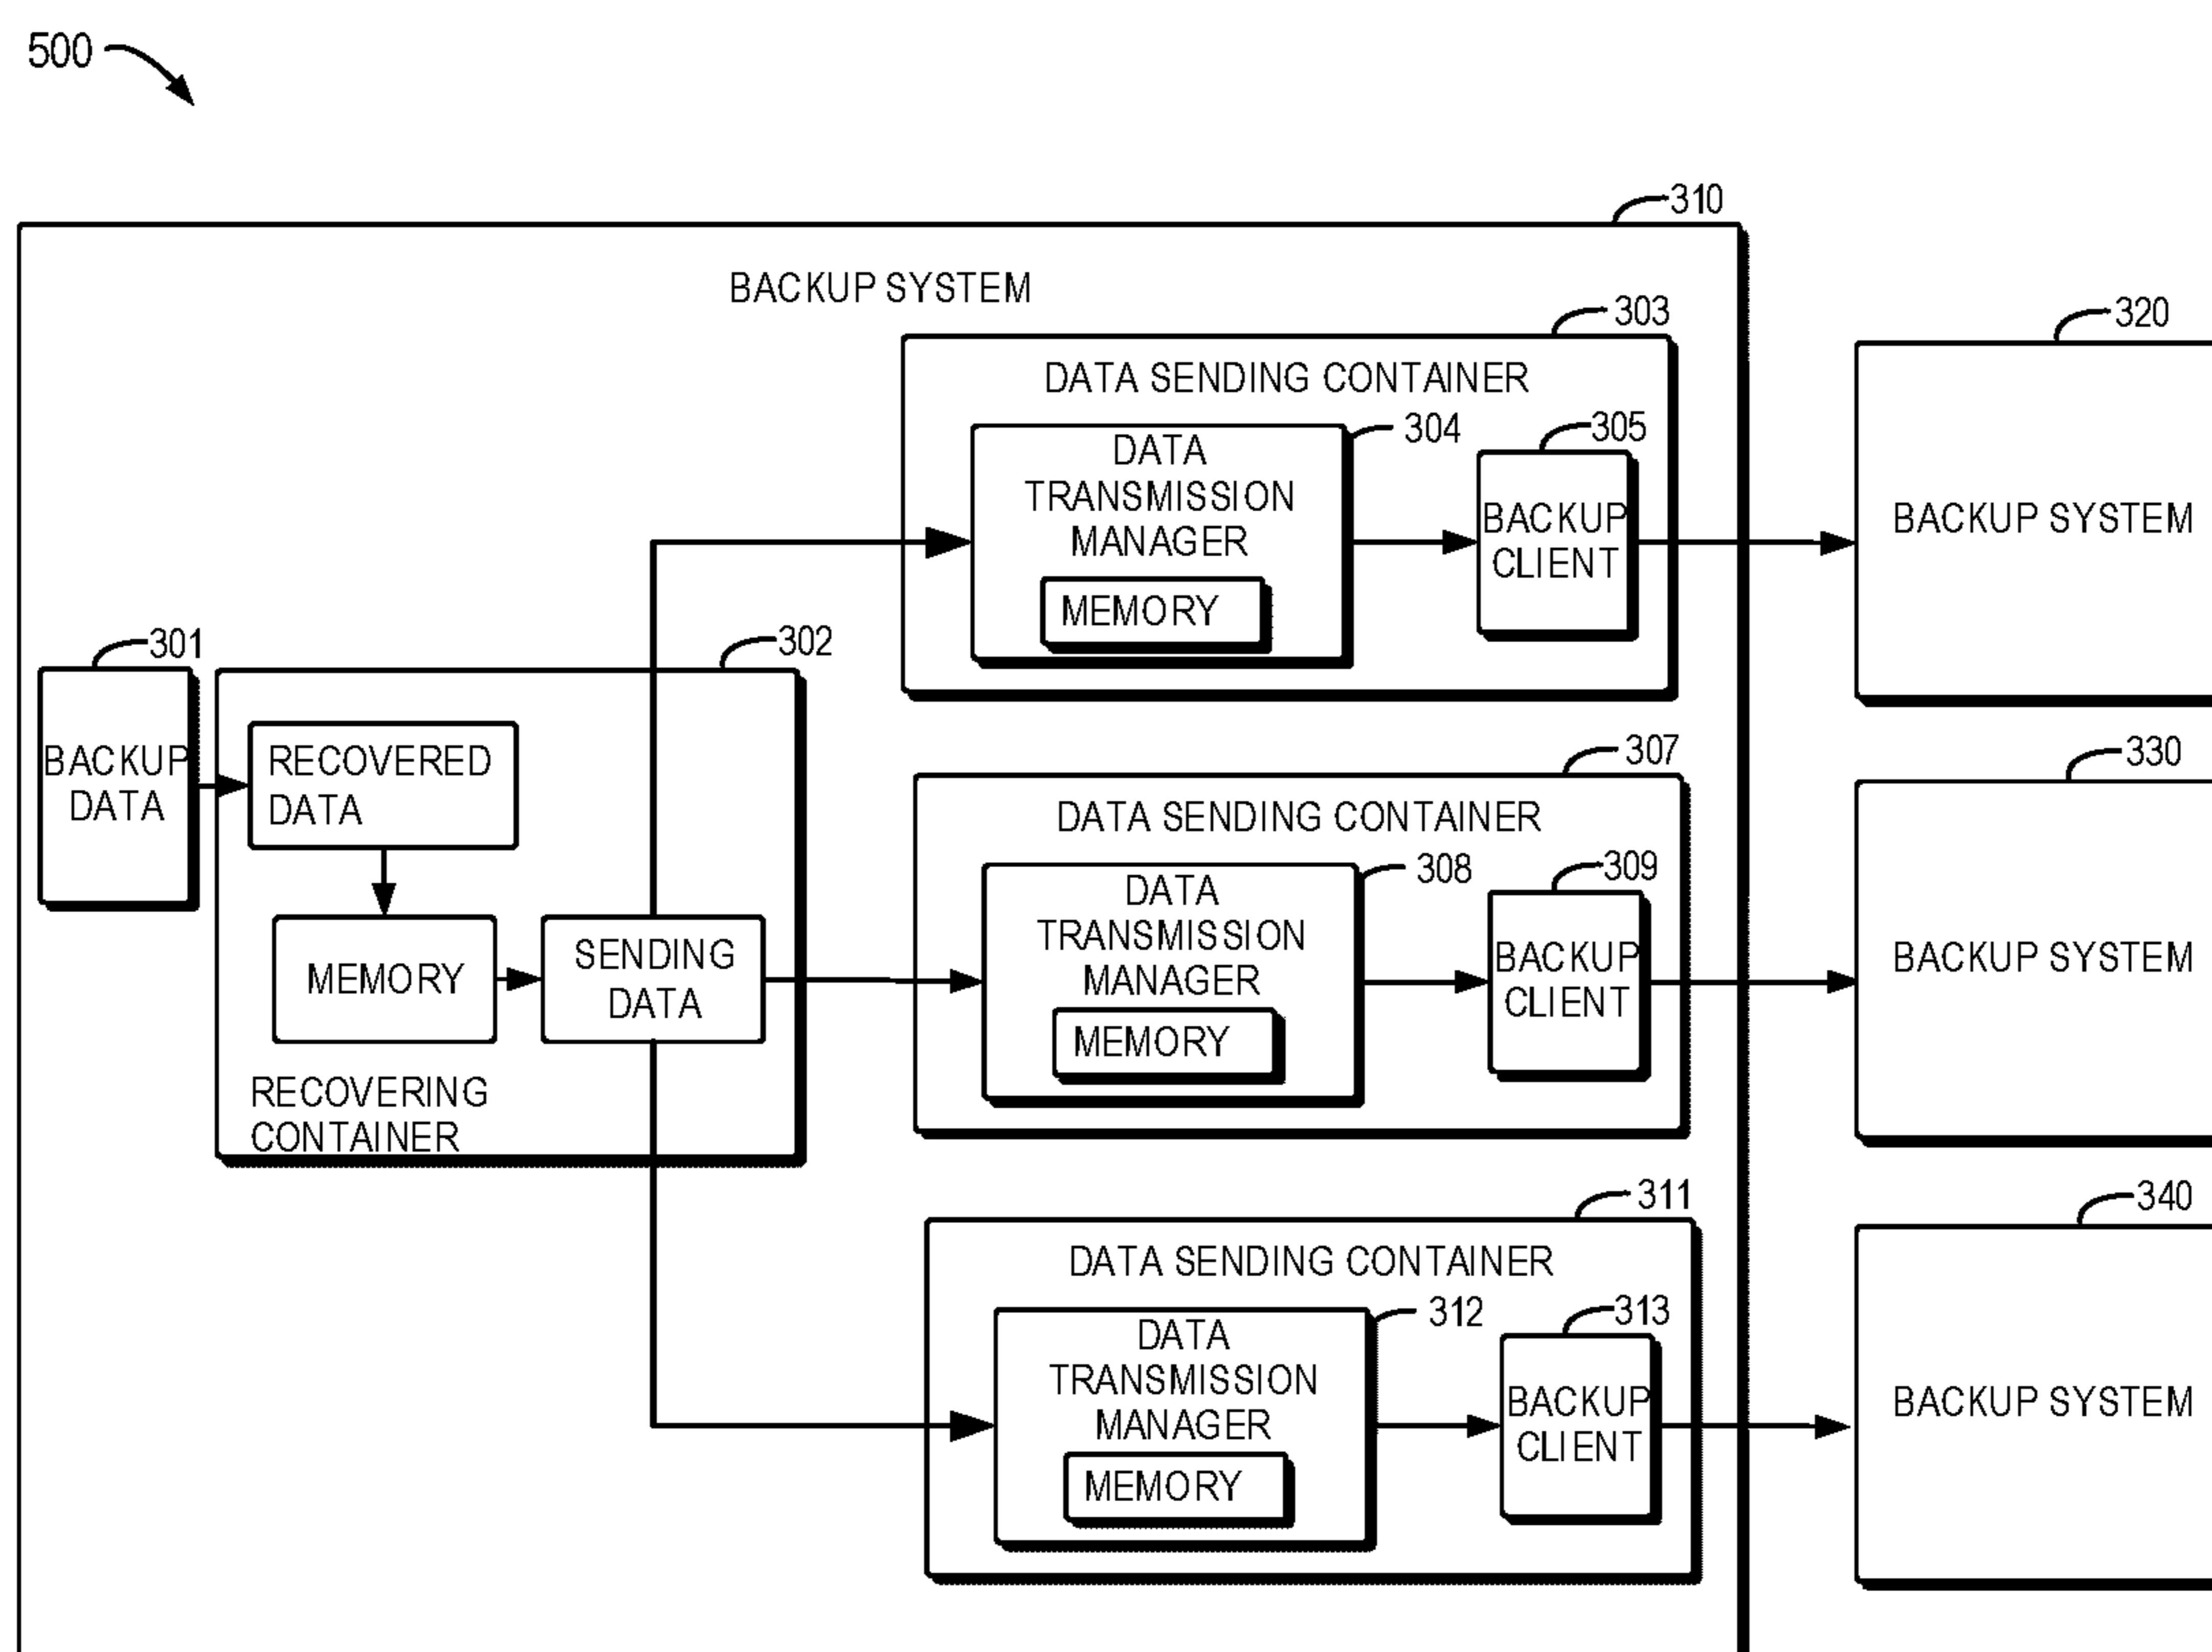 500
310
BACKUP SYSTEM
303
DATA SENDING CONTAINER
304
DATA
TRANSMISSION
MANAGER
MEMORY
305
BACKUP
CLIENT
320
BACKUP SYSTEM
301
BACKUP
DATA
302
RECOVERED
DATA
MEMORY
SENDING
DATA
RECOVERING
CONTAINER
307
DATA SENDING CONTAINER
308
DATA
TRANSMISSION
MANAGER
MEMORY
309
BACKUP
CLIENT
330
BACKUP SYSTEM
311
DATA SENDING CONTAINER
312
DATA
TRANSMISSION
MANAGER
MEMORY
313
BACKUP
CLIENT
340
BACKUP SYSTEM